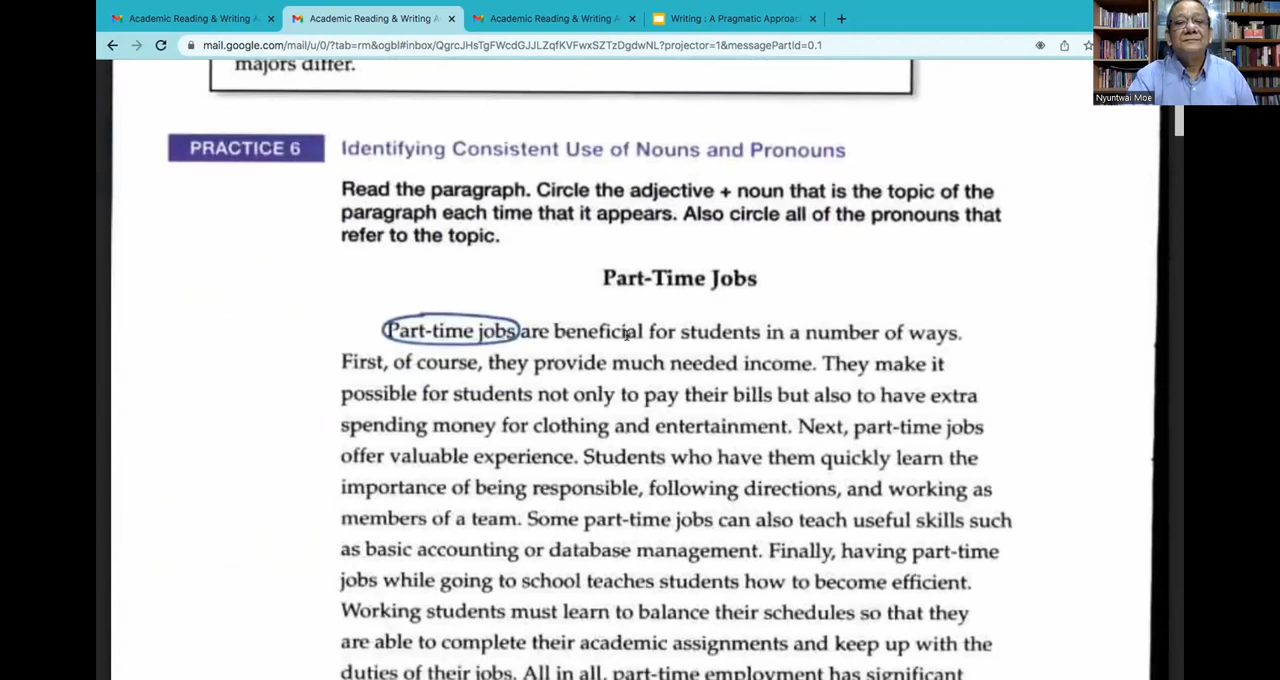 Academic Reading & Writing A
Academic Reading & Writing A
Academic Reading & Writing A
Writing : A Pragmatic Approac
mail.google.com/mail/u/0/?tab=rm&ogbl#inbox/QgrcJHsTgFWcdGJJLZqfKVFwxSZTzDgdwNL?projector=1&messagePartId=0.1
Nyuntwai Moe
majors differ.
PRACTICE 6 Identifying Consistent Use of Nouns and Pronouns
Read the paragraph. Circle the adjective + noun that is the topic of the
paragraph each time that it appears. Also circle all of the pronouns that
refer to the topic.
Part-Time Jobs
Part-time jobs are beneficial for students in a number of ways.
First, of course, they provide much needed income. They make it
possible for students not only to pay their bills but also to have extra
spending money for clothing and entertainment. Next, part-time jobs
offer valuable experience. Students who have them quickly learn the
importance of being responsible, following directions, and working as
members of a team. Some part-time jobs can also teach useful skills such
as basic accounting or database management. Finally, having part-time
jobs while going to school teaches students how to become efficient.
Working students must learn to balance their schedules so that they
are able to complete their academic assignments and keep up with the
duties of their jobs. All in all, part-time employment has significant